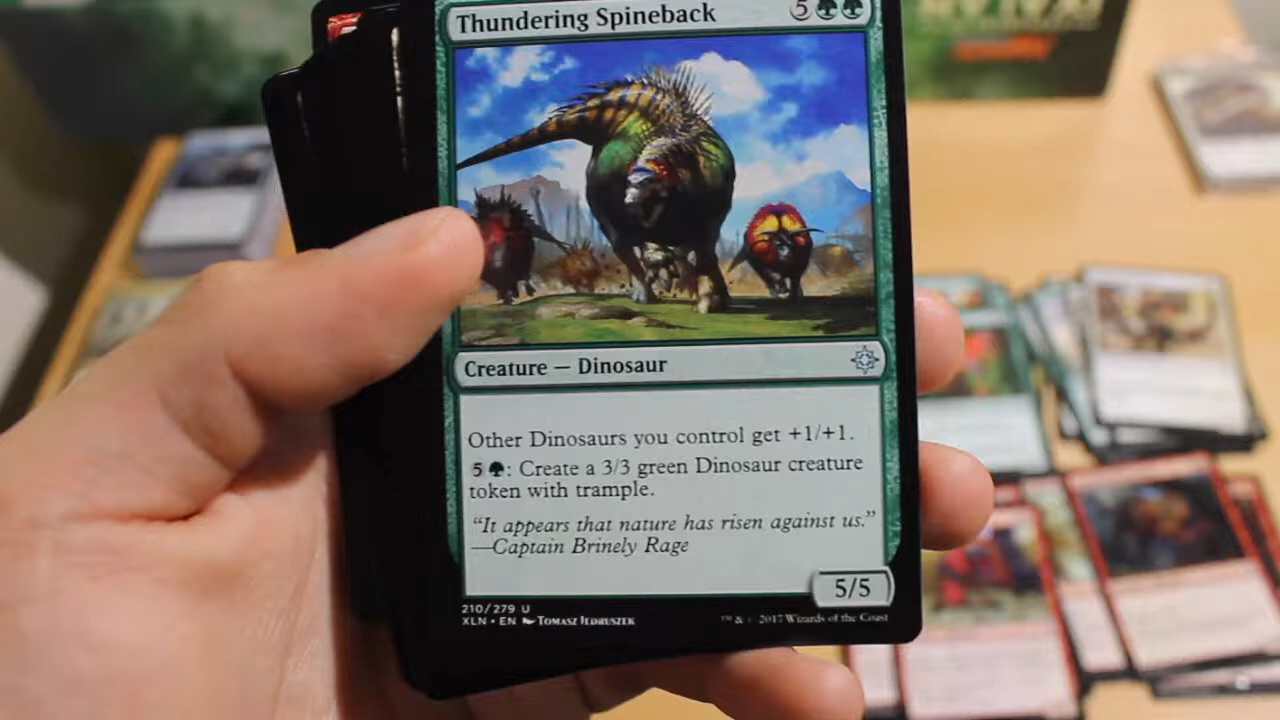 Thundering Spineback 5
Creature — Dinosaur
Other Dinosaurs you control get +1/+1.
5 : Create a 3/3 green Dinosaur creature
token with trample.
“It appears that nature has risen against us.”
—Captain Brinely Rage
5/5
210/279 U
XLN • EN Tomasz Jedruszek
™ & © 2017 Wizards of the Coast